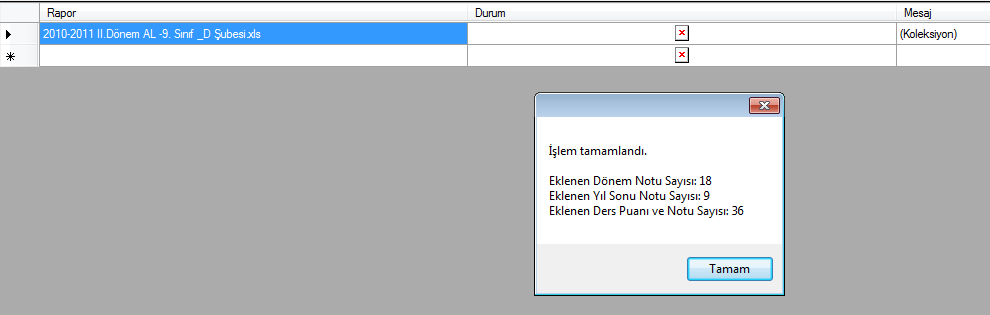 Rapor Durum Mesaj
2010-2011 II.Dönem AL -9. Sınıf _D Şubesi.xls (Koleksiyon)
İşlem tamamlandı.
Eklenen Dönem Notu Sayısı: 18
Eklenen Yıl Sonu Notu Sayısı: 9
Eklenen Ders Puanı ve Notu Sayısı: 36
Tamam